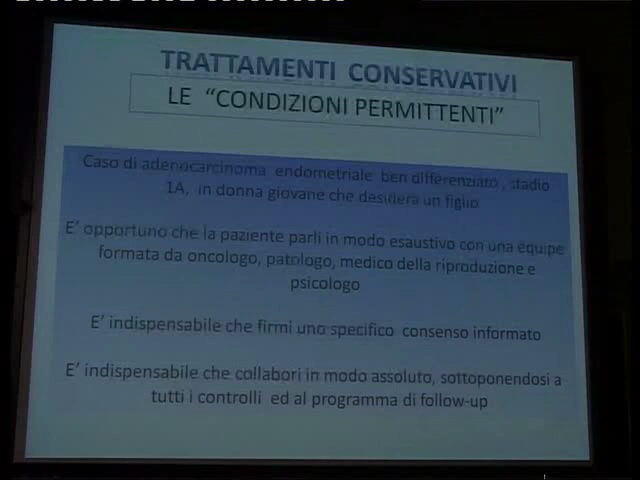 TRATTAMENTI CONSERVATIVI
LE "CONDIZIONI PERMITTENTI"
Caso di adenocarcinoma endometriale ben differenziato, stadio
1A, in donna giovane che desidera un figlio
E' opportuno che la paziente parli in modo esaustivo con una equipe
formata da oncologo, patologo, medico della riproduzione e
psicologo
E' indispensabile che firmi uno specifico consenso informato
E' indispensabile che collabori in modo assoluto, sottoponendosi a
tutti i controlli ed al programma di follow-up